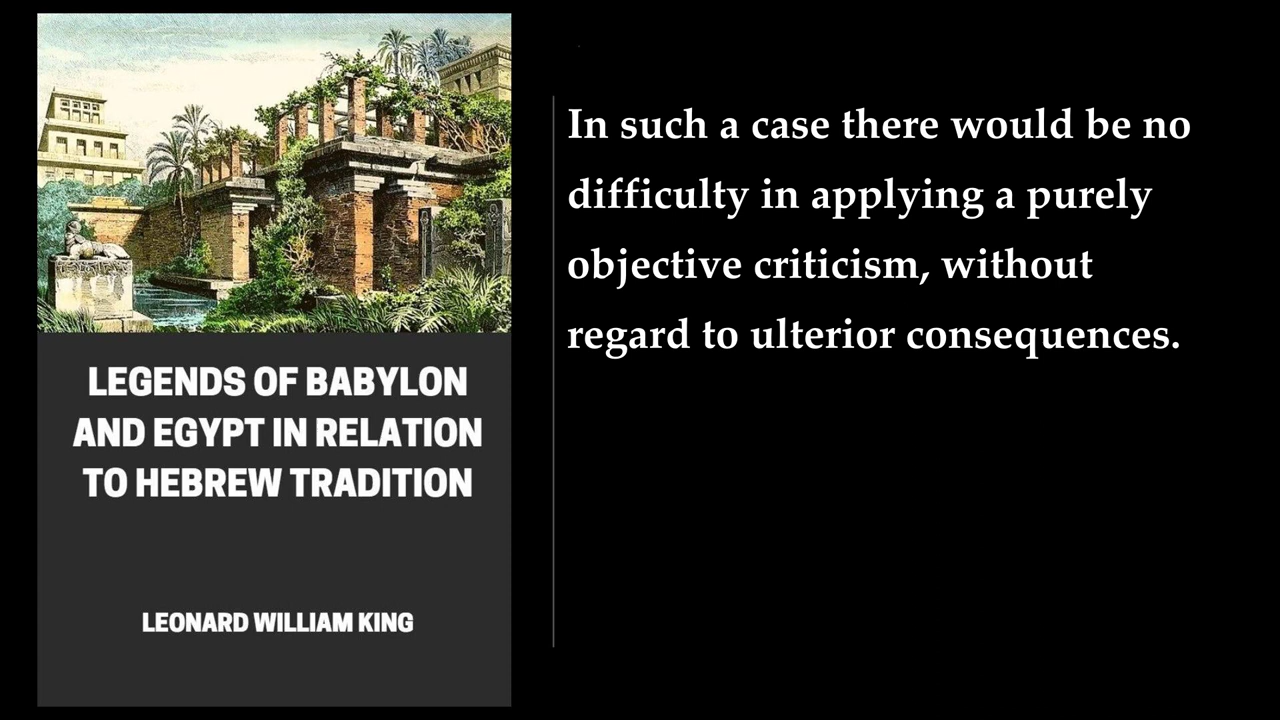 LEGENDS OF BABYLON
AND EGYPT IN RELATION
TO HEBREW TRADITION
LEONARD WILLIAM KING
In such a case there would be no
difficulty in applying a purely
objective criticism, without
regard to ulterior consequences.